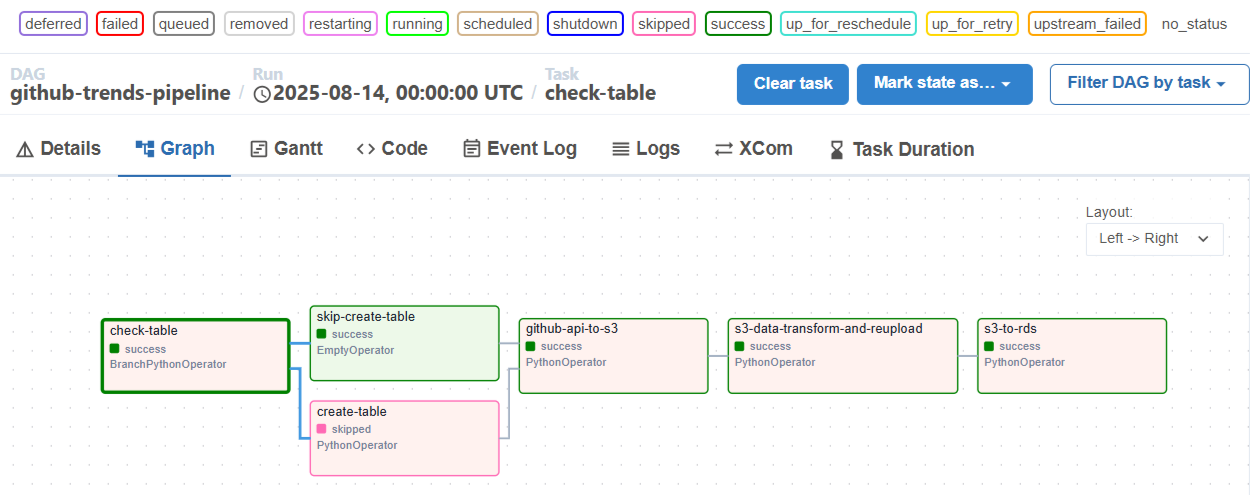 deferred failed queued removed restarting running scheduled shutdown skipped success up_for_reschedule up_for_retry upstream_failed no_status
DAG Run Task
github-trends-pipeline / 2025-08-14, 00:00:00 UTC / check-table
Clear task Mark state as... Filter DAG by task
Details Graph Gantt Code Event Log Logs XCom Task Duration
Layout:
Left -> Right
check-table
success
BranchPythonOperator
skip-create-table
success
EmptyOperator
create-table
skipped
PythonOperator
github-api-to-s3
success
PythonOperator
s3-data-transform-and-reupload
success
PythonOperator
s3-to-rds
success
PythonOperator